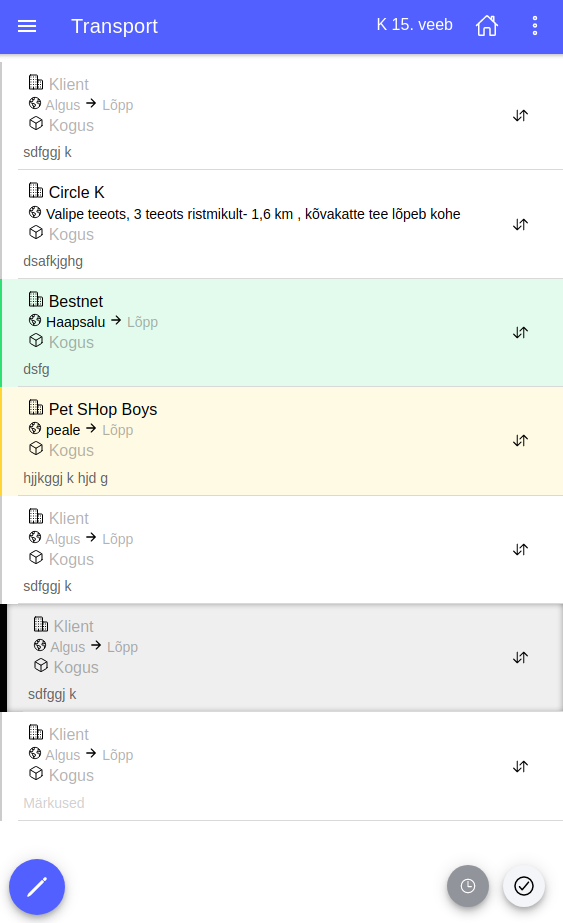 Transport K 15. veeb
Klient
Algus → Lõpp
Kogus
sdfggj k
Circle K
Valipe teeots, 3 teeots ristmikult- 1,6 km , kõvakatte tee lõpeb kohe
Kogus
dsafkjghg
Bestnet
Haapsalu → Lõpp
Kogus
dsfg
Pet SHop Boys
peale → Lõpp
Kogus
hjjkggj k hjd g
Klient
Algus → Lõpp
Kogus
sdfggj k
Klient
Algus → Lõpp
Kogus
sdfggj k
Klient
Algus → Lõpp
Kogus
Märkused